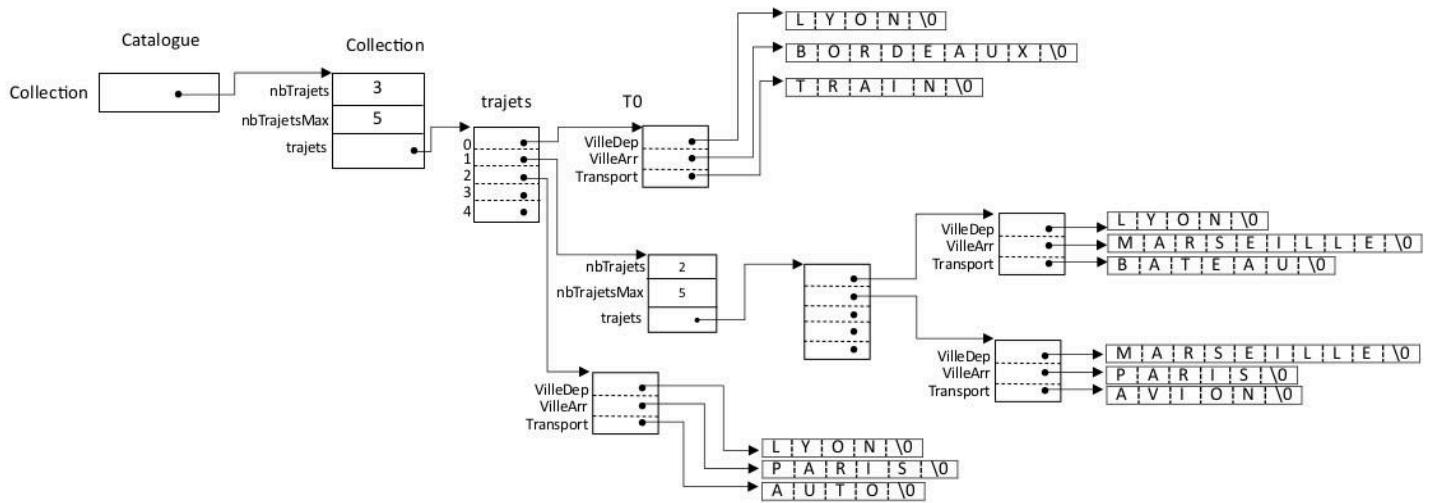 Catalogue
Collection
Collection
nbTrajets 3
nbTrajetsMax 5
trajets
trajets
0
1
2
3
4
T0
VilleDep
VilleArr
Transport
L Y O N \0
B O R D E A U X \0
T R A I N \0
nbTrajets 2
nbTrajetsMax 5
trajets
VilleDep
VilleArr
Transport
L Y O N \0
M A R S E I L L E \0
B A T E A U \0
VilleDep
VilleArr
Transport
M A R S E I L L E \0
P A R I S \0
A V I O N \0
VilleDep
VilleArr
Transport
L Y O N \0
P A R I S \0
A U T O \0